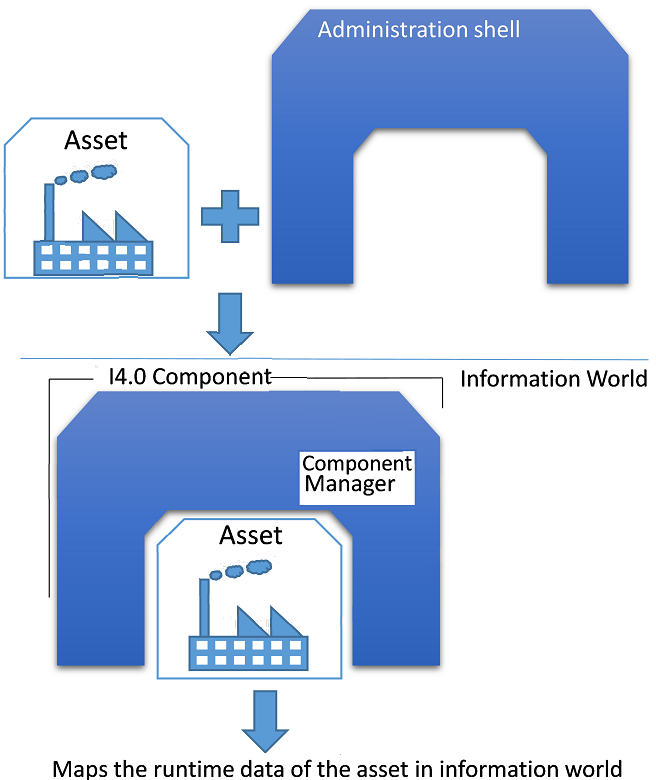 Administration shell
Asset
I4.0 Component
Information World
Component
Manager
Asset
Maps the runtime data of the asset in information world